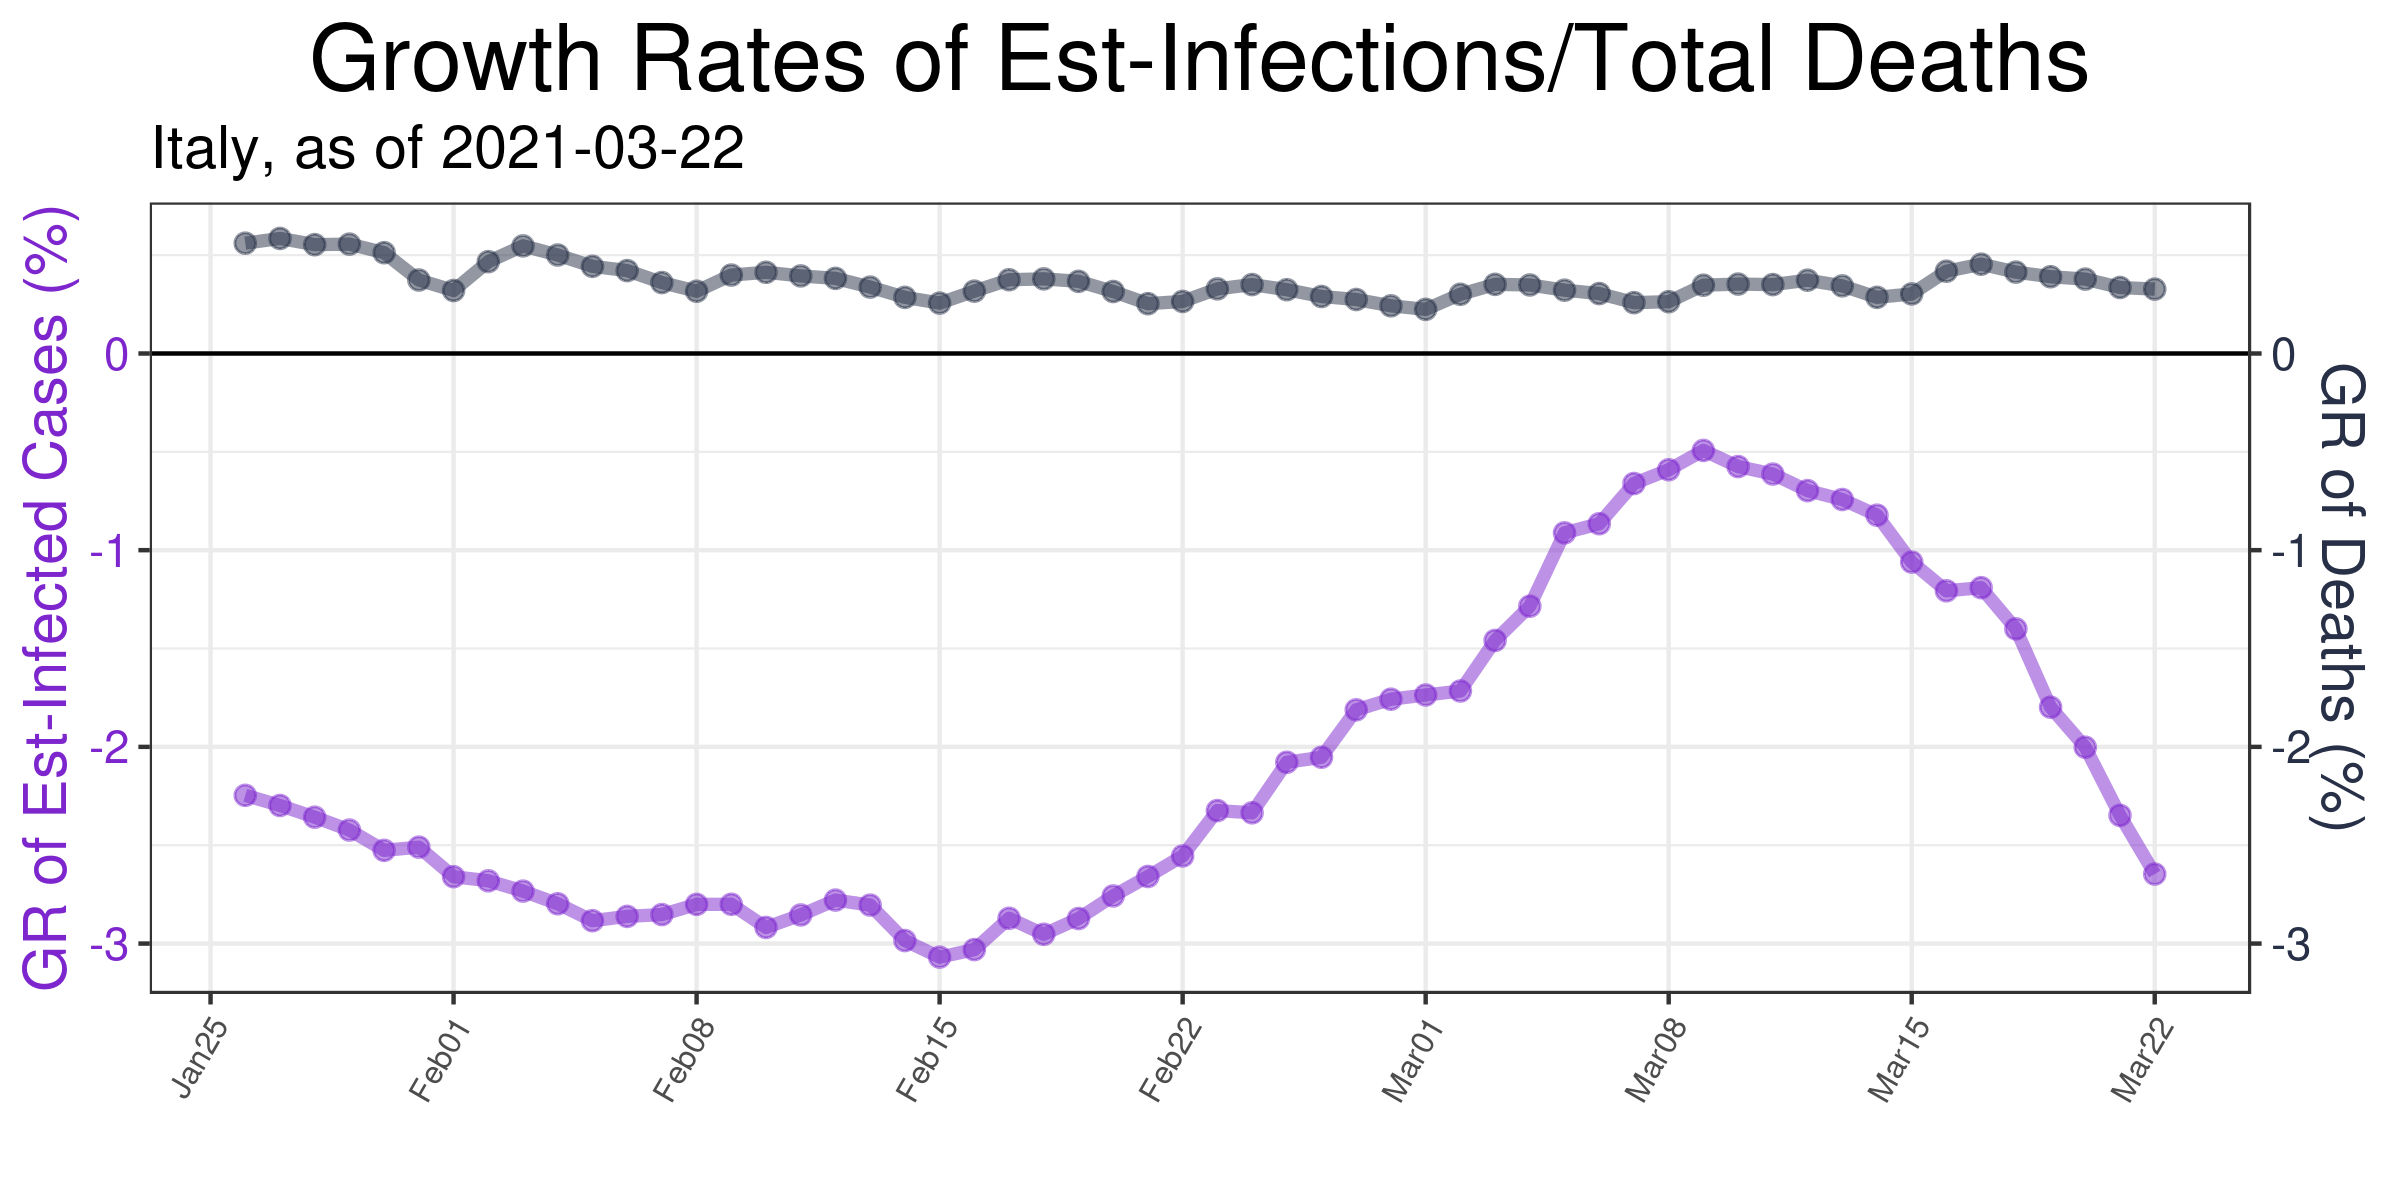 Growth Rates of Est-Infections/Total Deaths
Italy, as of 2021-03-22
GR of Est-Infected Cases (%)
0
-1
-2
-3
0
-1
-2
-3
GR of Deaths (%)
Jan25
Feb01
Feb08
Feb15
Feb22
Mar01
Mar08
Mar15
Mar22